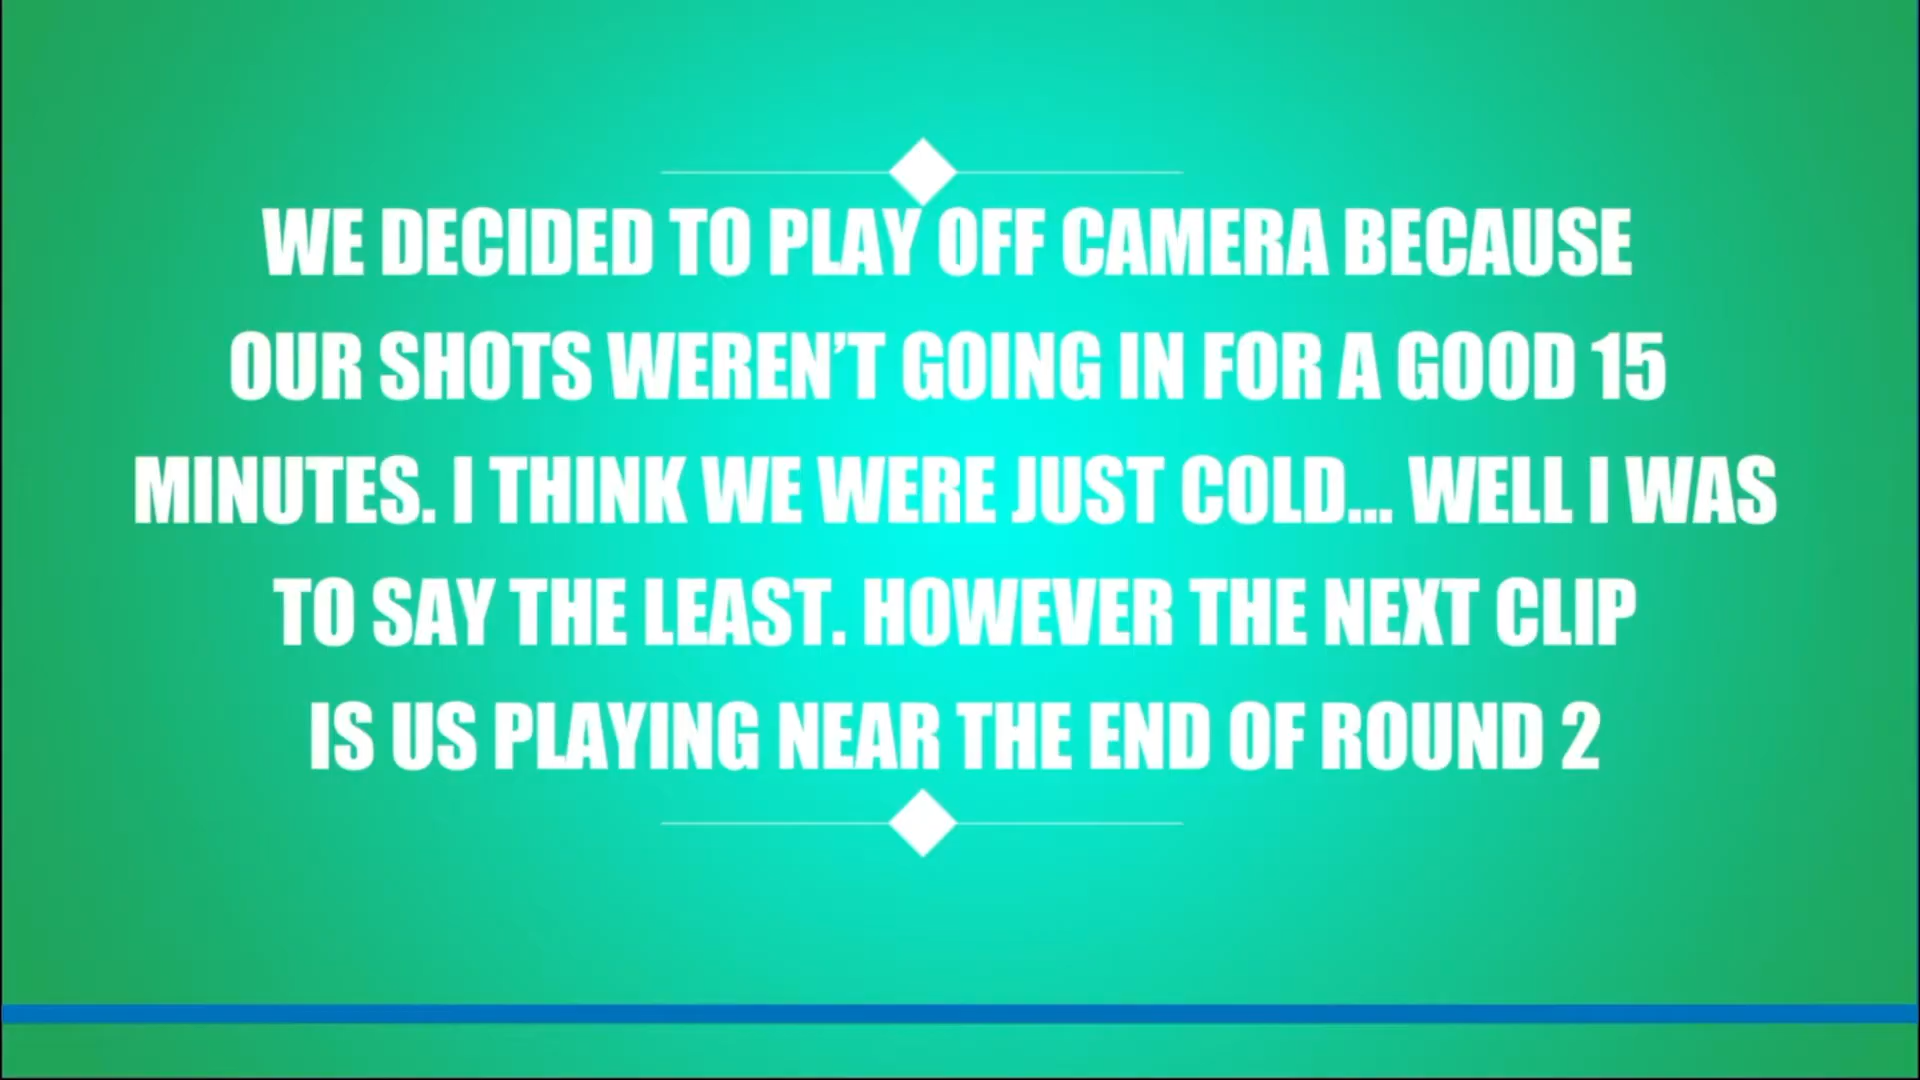 WE DECIDED TO PLAY OFF CAMERA BECAUSE
OUR SHOTS WEREN’T GOING IN FOR A GOOD 15
MINUTES. I THINK WE WERE JUST COLD... WELL I WAS
TO SAY THE LEAST. HOWEVER THE NEXT CLIP
IS US PLAYING NEAR THE END OF ROUND 2